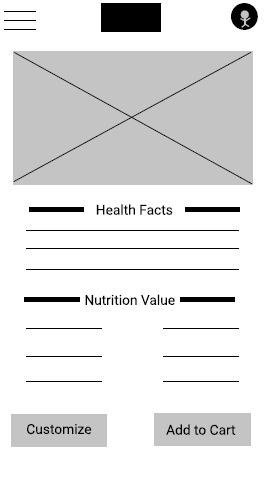 Health Facts
Nutrition Value
Customize
Add to Cart